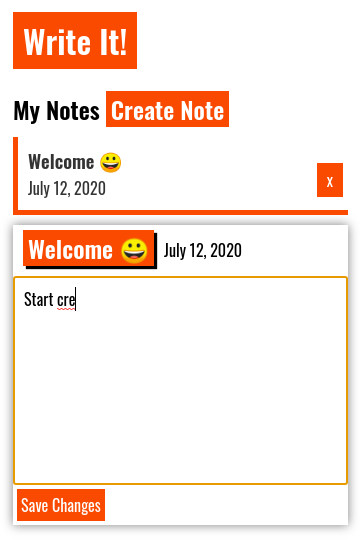 Write It!
My Notes Create Note
Welcome 😀
July 12, 2020
x
Welcome 😀 July 12, 2020
Start cre
Save Changes